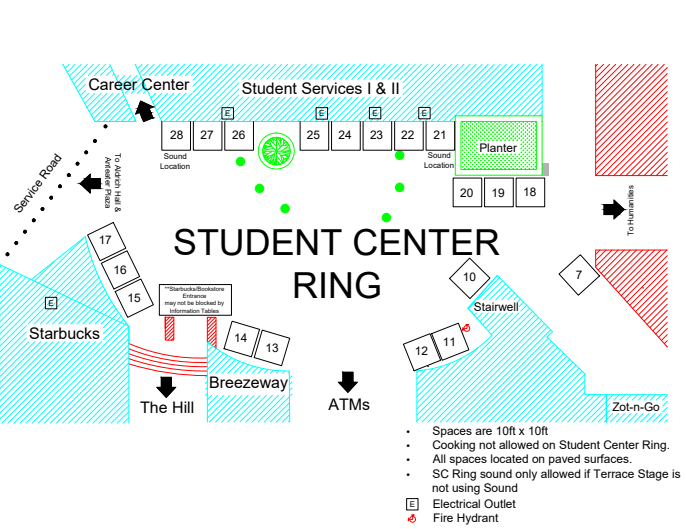 Career Center
Student Services I & II
E
E
E
E
28
27
26
25
24
23
22
21
Sound
Location
Sound
Location
Planter
20
19
18
Service Road
To Aldrich Hall &
Anteater Plaza
To Humanities
STUDENT CENTER
RING
17
16
15
10
7
E
Starbucks
**Starbucks/Bookstore
Entrance
may not be blocked by
Information Tables
Stairwell
14
13
12
11
Breezeway
The Hill
ATMs
Zot-n-Go
• Spaces are 10ft x 10ft
• Cooking not allowed on Student Center Ring.
• All spaces located on paved surfaces.
• SC Ring sound only allowed if Terrace Stage is
not using Sound
E Electrical Outlet
Fire Hydrant